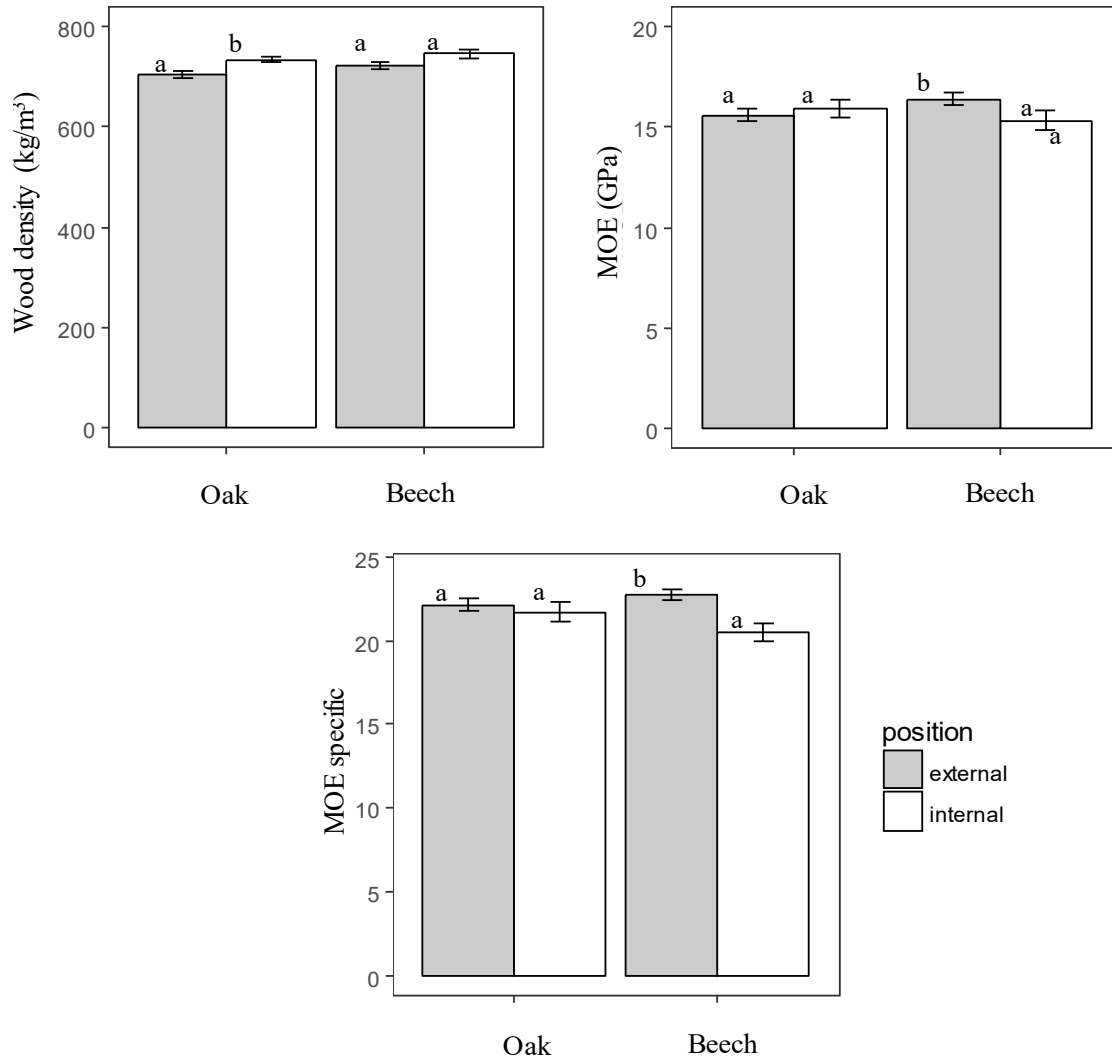 Wood density (kg/m³)
800
600
400
200
0
a
b
a
a
Oak
Beech
MOE (GPa)
20
15
10
5
0
a
a
b
a
a
Oak
Beech
MOE specific
25
20
15
10
5
0
a
a
b
a
Oak
Beech
position
external
internal